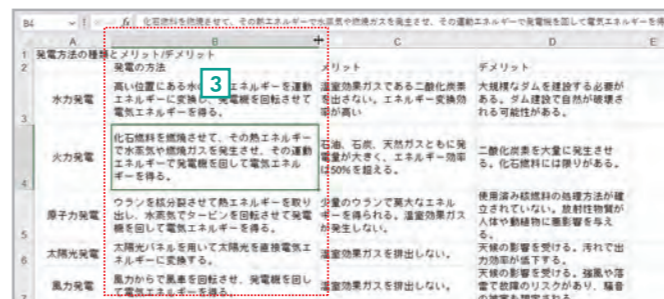 B4 fx 化石燃料を燃焼させて、その熱エネルギーで水蒸気や燃焼ガスを発生させ、その運動エネルギーで発電機を回して電気エネルギーを得
A B C D E
1 発電方法の種類とメリット/デメリット
2 発電の方法 メリット デメリット
3
水力発電
高い位置にある水 エネルギーを運動
エネルギーに変換し、発電機を回転させて
電気エネルギーを得る。
温室効果ガスである二酸化炭素
を出さない。エネルギー変換効
率が高い
大規模なダムを建設する必要が
ある。ダム建設で自然が破壊さ
れる可能性がある。
3
火力発電
化石燃料を燃焼させて、その熱エネルギー
で水蒸気や燃焼ガスを発生させ、その運動
エネルギーで発電機を回して電気エネル
ギーを得る。
石油、石炭、天然ガスともに発
電量が大きく、エネルギー効率
は50%を超える。
二酸化炭素を大量に発生させ
る。化石燃料には限りがある。
4
原子力発電
ウランを核分裂させて熱エネルギーを取り
出し、水蒸気でタービンを回転させて発電
機を回して電気エネルギーを得る。
少量のウランで莫大なエネル
ギーを得られる。温室効果ガス
が発生しない。
使用済み核燃料の処理方法が確
立されていない。放射性物質が
人体や動植物に悪影響を与え
る。
5
太陽光発電
太陽光パネルを用いて太陽光を直接電気エ
ネルギーに変換する。
温室効果ガスを排出しない。
天候の影響を受ける。汚れで出
力効率が低下する。
6
風力発電
風力からで風車を回転させ、発電機を回し
て電気エネルギーを得る。
温室効果ガスを排出しない。
天候の影響を受ける。強風や落
雷で故障のリスクがあり、騒音